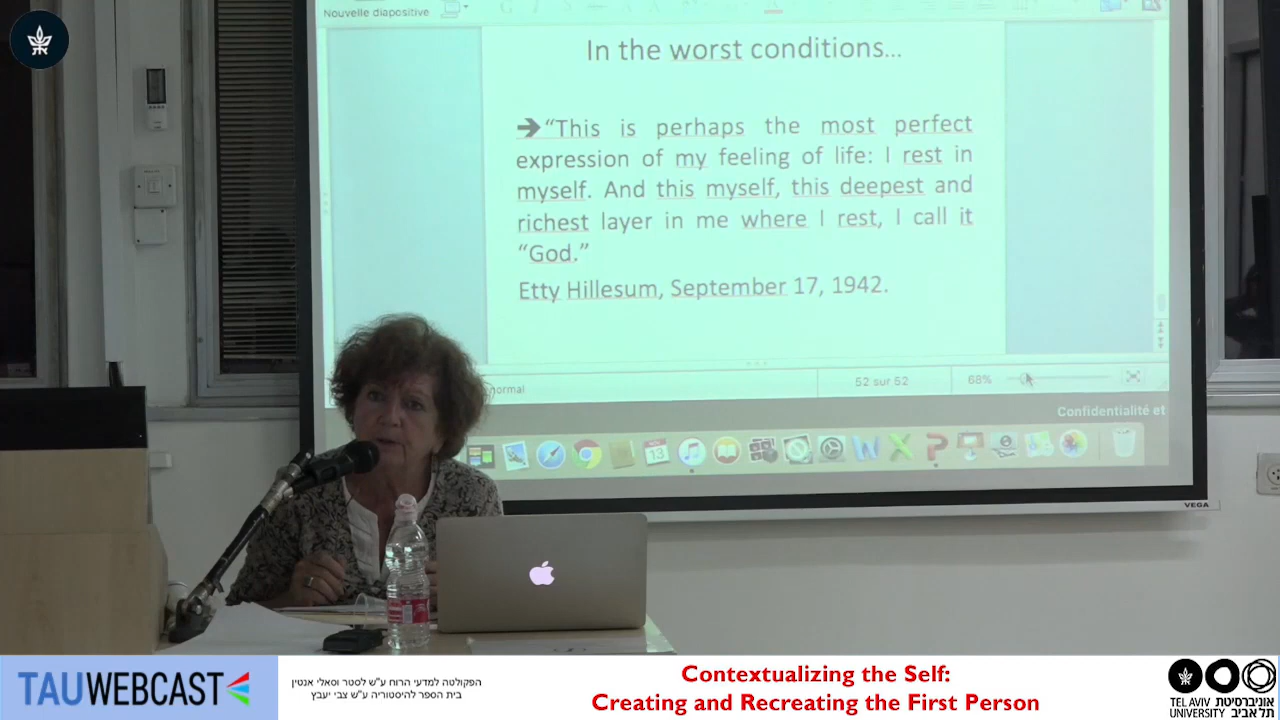 Nouvelle diapositive
In the worst conditions...
➔“This is perhaps the most perfect
expression of my feeling of life: I rest in
myself. And this myself, this deepest and
richest layer in me where I rest, I call it
“God.”
Etty Hillesum, September 17, 1942.
normal
52 sur 52
68%
Confidentialité et
13
W
X
P
VEGA
TAUWEBCAST
הפקולטה למדעי הרוח ע"ש לסטר וסאלי אנטין
בית הספר להיסטוריה ע"ש צבי יעבץ
Contextualizing the Self:
Creating and Recreating the First Person
TEL AVIV אוניברסיטת
UNIVERSITY תל אביב